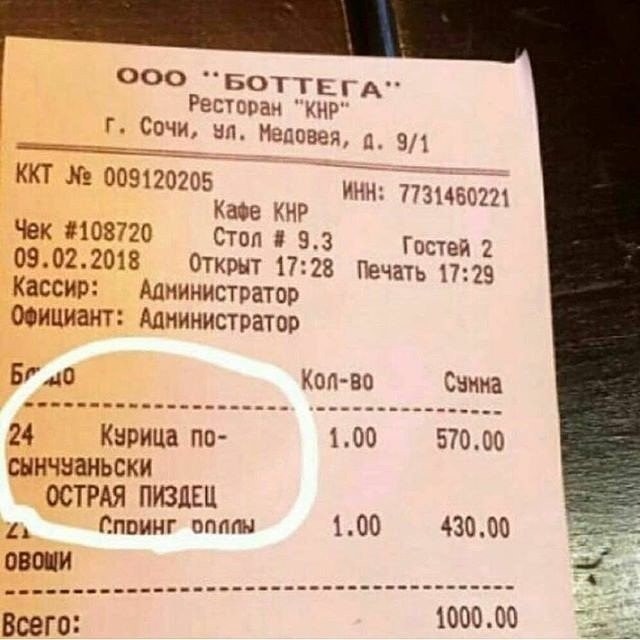 ООО "БОТТЕГА"
Ресторан "КНР"
г. Сочи, ул. Медовея, д. 9/1
ККТ № 009120205 ИНН: 7731460221
Кафе КНР
Чек #108720 Стол # 9.3 Гостей 2
09.02.2018 Открыт 17:28 Печать 17:29
Кассир: Администратор
Официант: Администратор
Блюдо Кол-во Сумма
24 Курица по- 1.00 570.00
сынчуаньски
ОСТРАЯ ПИЗДЕЦ
21 Спринг роллы 1.00 430.00
овощи
Всего: 1000.00